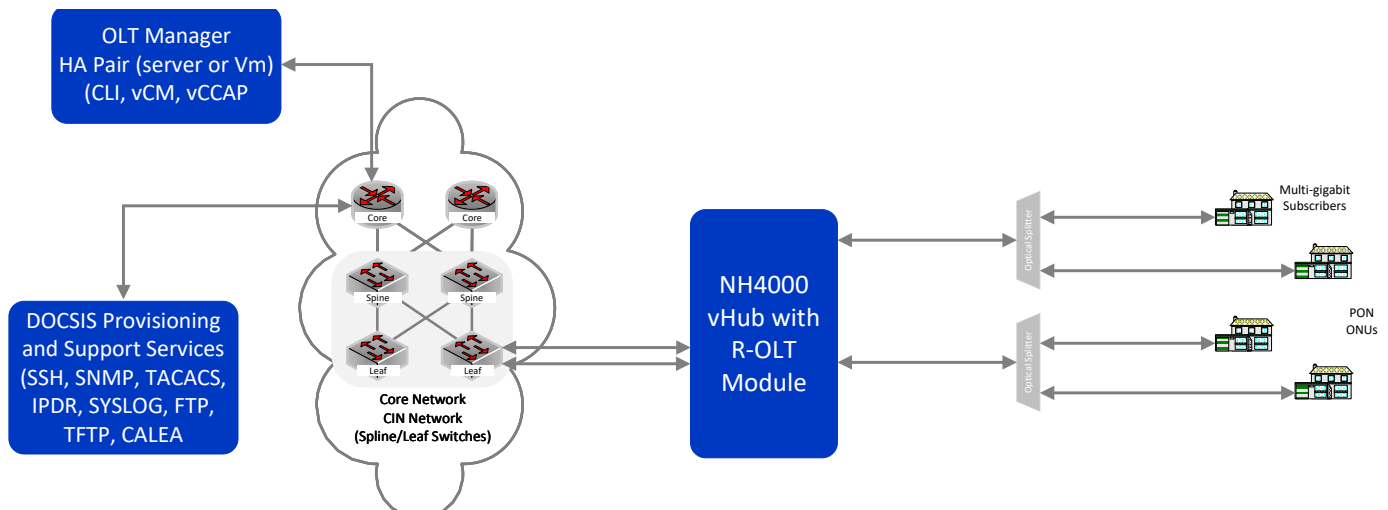 OLT Manager
HA Pair (server or Vm)
(CLI, vCM, vCCAP
Core
Core
Spine
Spine
Leaf
Leaf
Core Network
CIN Network
(Spline/Leaf Switches)
DOCSIS Provisioning
and Support Services
(SSH, SNMP, TACACS,
IPDR, SYSLOG, FTP,
TFTP, CALEA
NH4000
vHub with
R-OLT
Module
Optical Splitter
Optical Splitter
Multi-gigabit
Subscribers
PON
ONUs